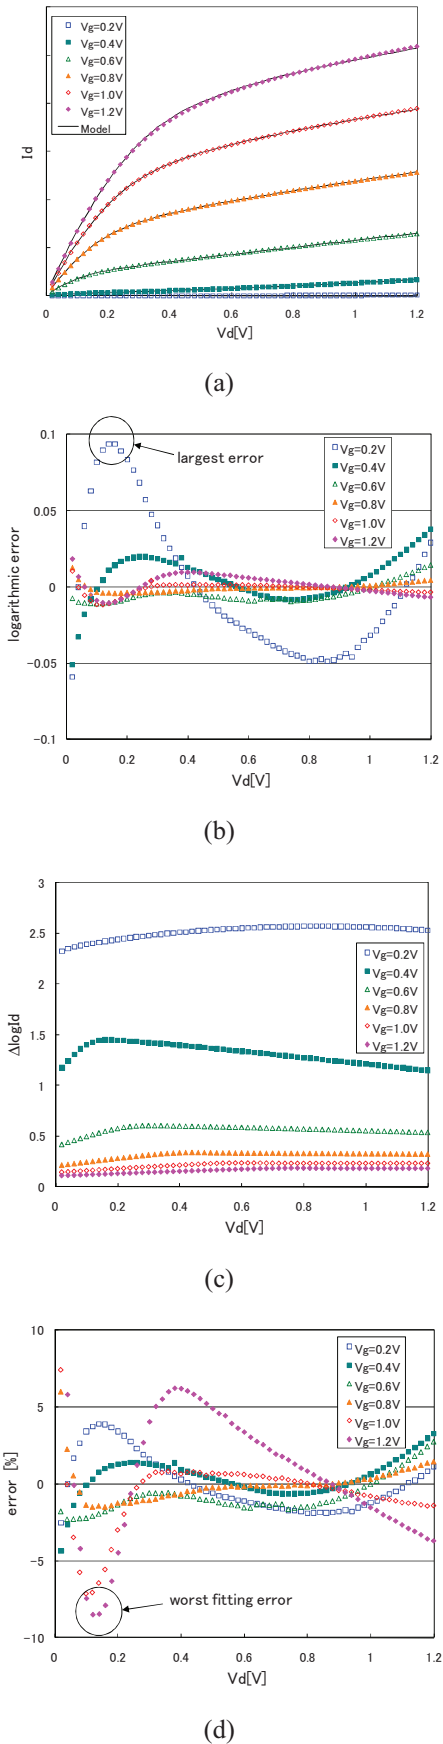 Vg=0.2V
Vg=0.4V
Vg=0.6V
Vg=0.8V
Vg=1.0V
Vg=1.2V
Model
Id
0 0.2 0.4 0.6 0.8 1 1.2
Vd[V]
(a)
0.1
0.05
0
-0.05
-0.1
logarithmic error
largest error
Vg=0.2V
Vg=0.4V
Vg=0.6V
Vg=0.8V
Vg=1.0V
Vg=1.2V
0 0.2 0.4 0.6 0.8 1 1.2
Vd[V]
(b)
3
2.5
2
1.5
1
0.5
0
ΔlogId
Vg=0.2V
Vg=0.4V
Vg=0.6V
Vg=0.8V
Vg=1.0V
Vg=1.2V
0 0.2 0.4 0.6 0.8 1 1.2
Vd[V]
(c)
10
5
0
-5
-10
error [%]
Vg=0.2V
Vg=0.4V
Vg=0.6V
Vg=0.8V
Vg=1.0V
Vg=1.2V
worst fitting error
0 0.2 0.4 0.6 0.8 1 1.2
Vd[V]
(d)